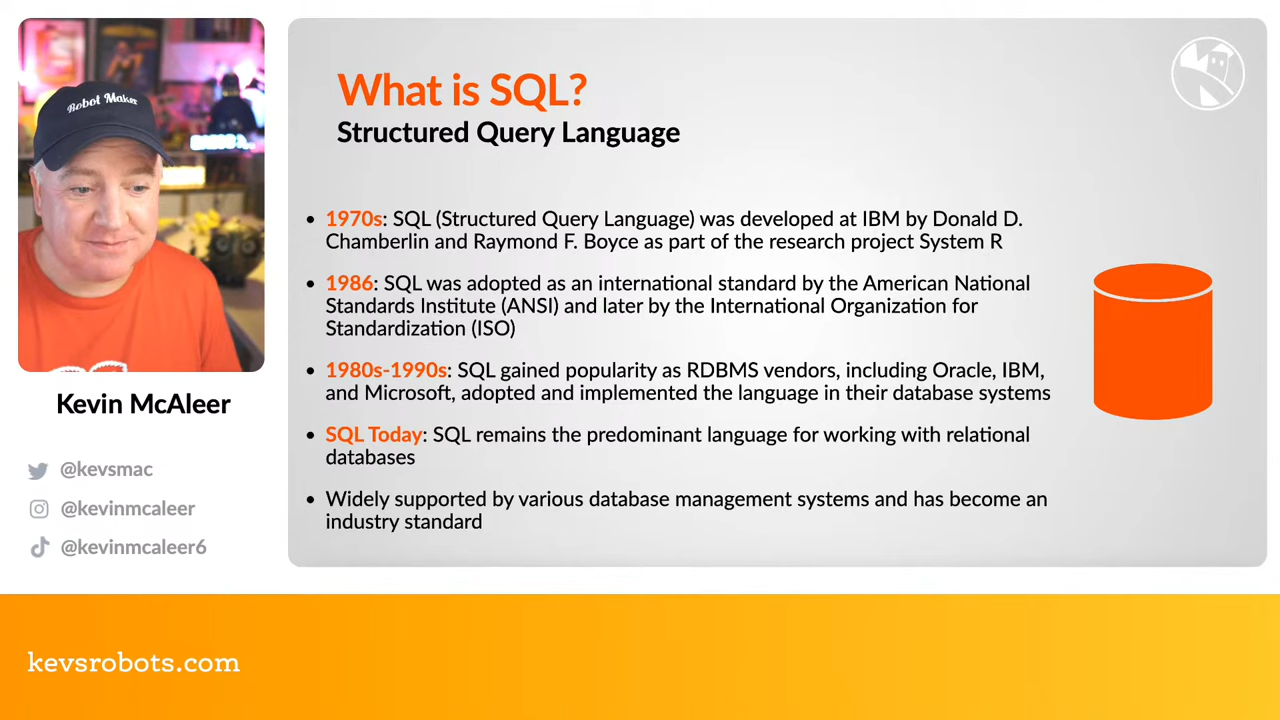 Robot Maker
Kevin McAleer
@kevsmac
@kevinmcaleer
@kevinmcaleer6
What is SQL?
Structured Query Language
• 1970s: SQL (Structured Query Language) was developed at IBM by Donald D.
Chamberlin and Raymond F. Boyce as part of the research project System R
• 1986: SQL was adopted as an international standard by the American National
Standards Institute (ANSI) and later by the International Organization for
Standardization (ISO)
• 1980s-1990s: SQL gained popularity as RDBMS vendors, including Oracle, IBM,
and Microsoft, adopted and implemented the language in their database systems
• SQL Today: SQL remains the predominant language for working with relational
databases
• Widely supported by various database management systems and has become an
industry standard
kevsrobots.com